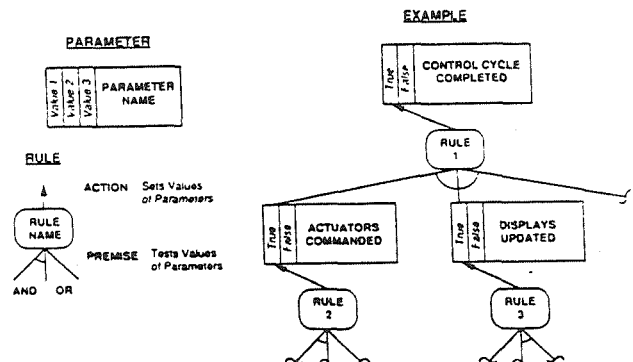 PARAMETER
Value 1
Value 2
Value 3
PARAMETER
NAME
RULE
ACTION Sets Values
of Parameters
RULE
NAME
PREMISE Tests Values
of Parameters
AND OR
EXAMPLE
True
False
CONTROL CYCLE
COMPLETED
RULE
1
True
False
ACTUATORS
COMMANDED
True
False
DISPLAYS
UPDATED
RULE
2
RULE
3